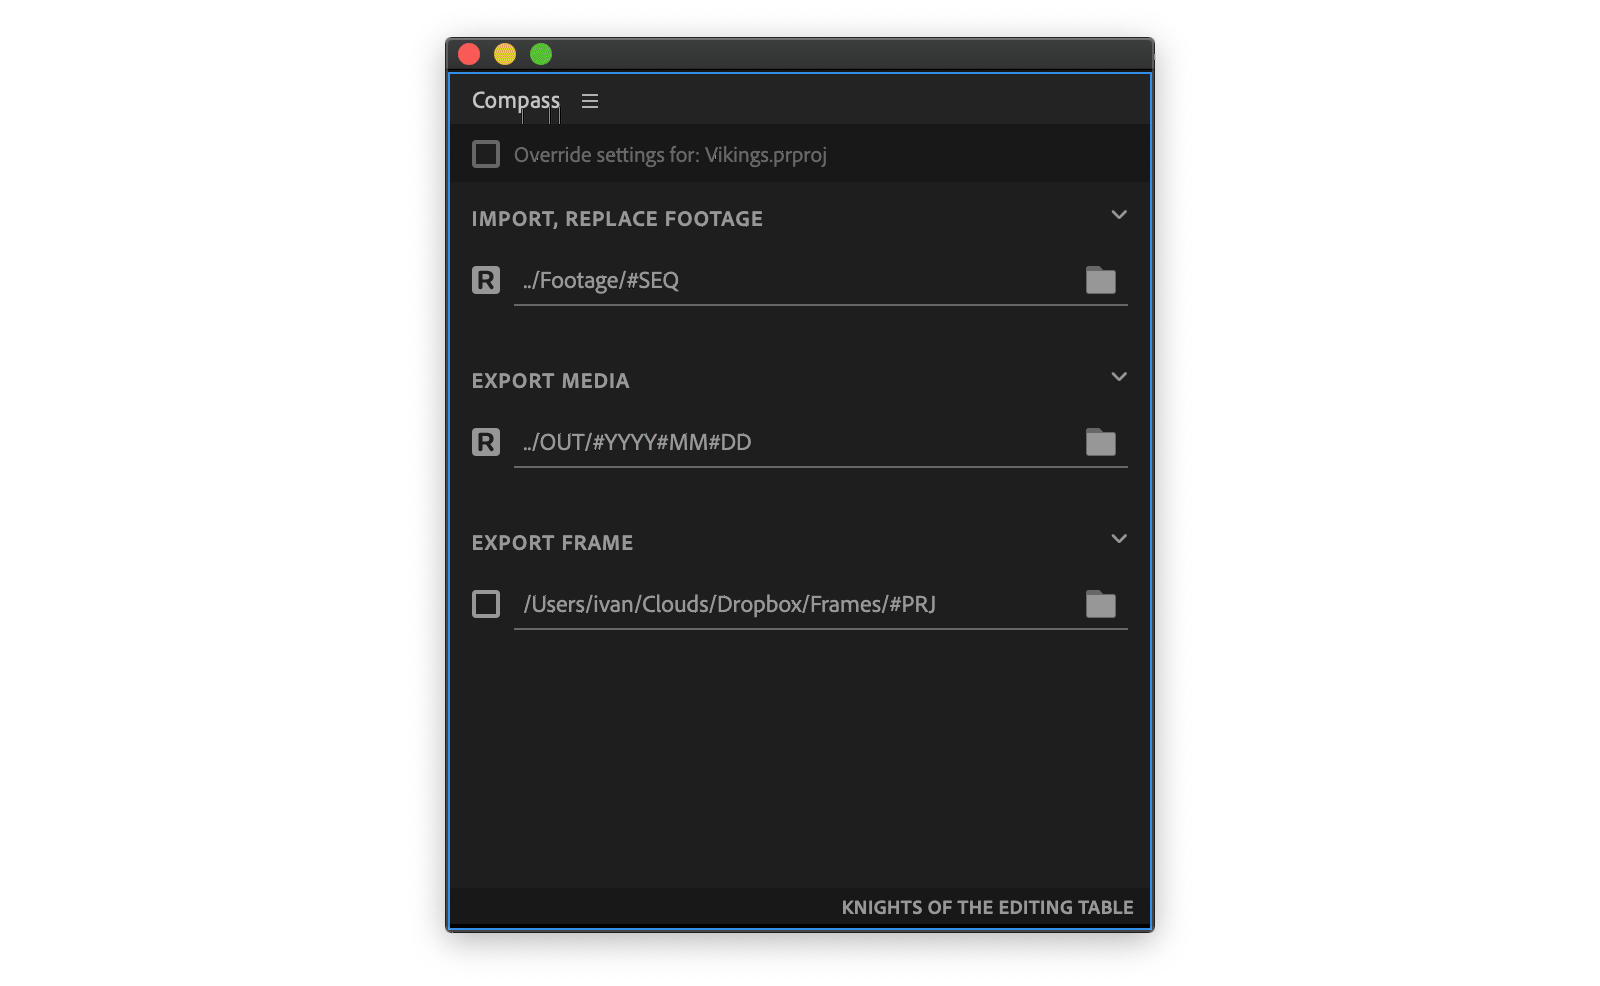 Compass
Override settings for: Vikings.prproj
IMPORT, REPLACE FOOTAGE
R ../Footage/#SEQ
EXPORT MEDIA
R ../OUT/#YYYY#MM#DD
EXPORT FRAME
/Users/ivan/Clouds/Dropbox/Frames/#PRJ
KNIGHTS OF THE EDITING TABLE